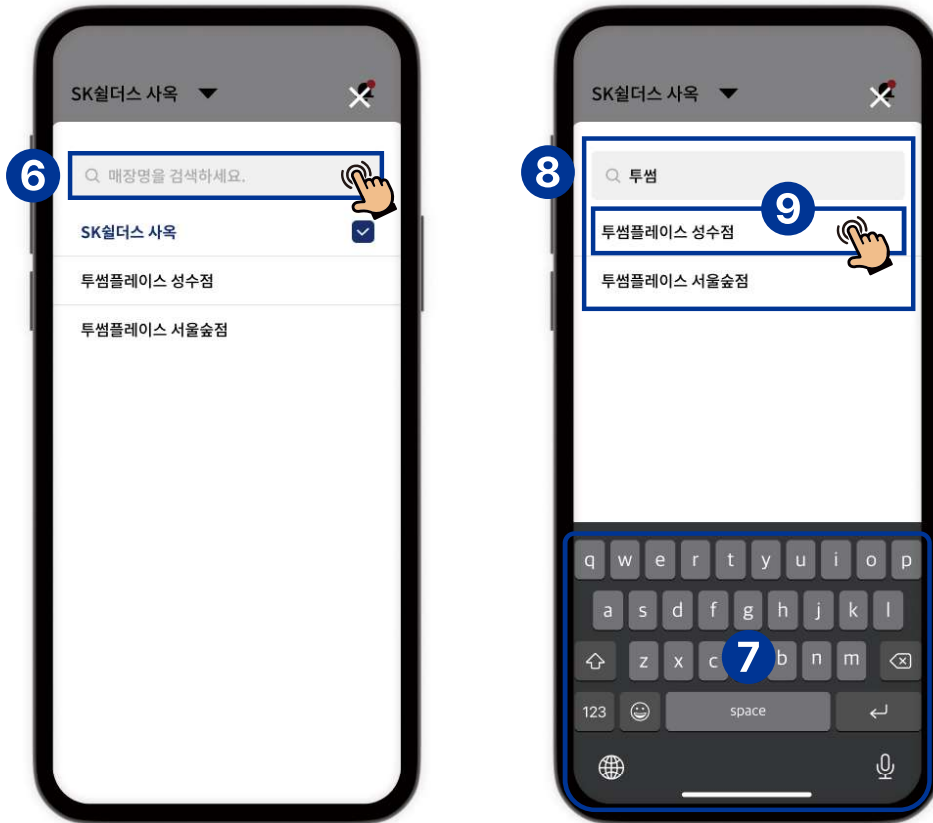 SK쉴더스 사옥
6
매장명을 검색하세요.
SK쉴더스 사옥
투썸플레이스 성수점
투썸플레이스 서울숲점
SK쉴더스 사옥
8
투썸
9
투썸플레이스 성수점
투썸플레이스 서울숲점
q w e r t y u i o p
a s d f g h j k l
z x c b n m
7
123 space